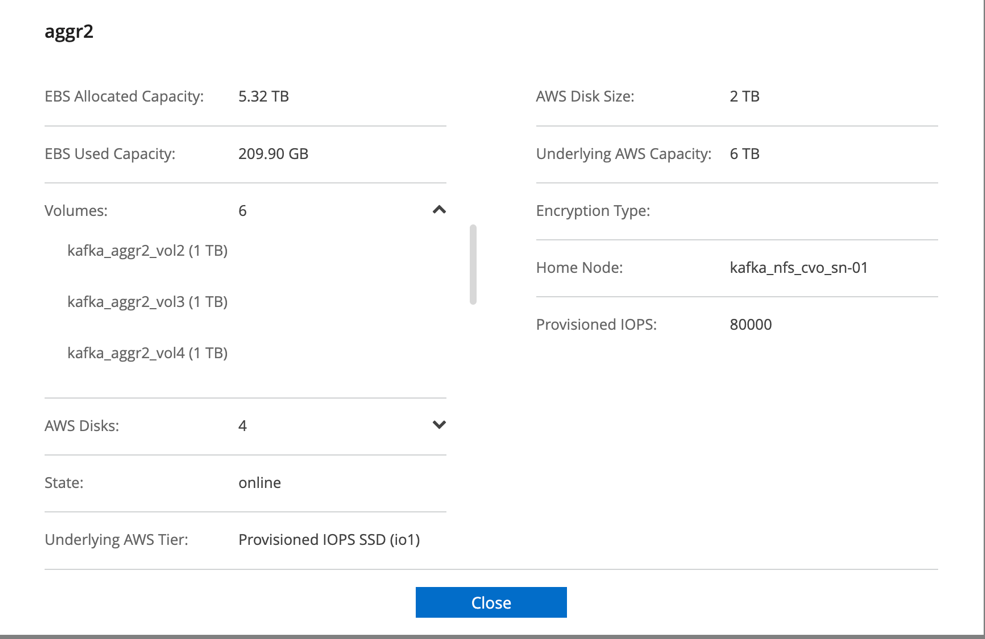 aggr2
EBS Allocated Capacity: 5.32 TB
AWS Disk Size: 2 TB
EBS Used Capacity: 209.90 GB
Underlying AWS Capacity: 6 TB
Volumes: 6
Encryption Type:
kafka_aggr2_vol2 (1 TB)
Home Node: kafka_nfs_cvo_sn-01
kafka_aggr2_vol3 (1 TB)
Provisioned IOPS: 80000
kafka_aggr2_vol4 (1 TB)
AWS Disks: 4
State: online
Underlying AWS Tier: Provisioned IOPS SSD (io1)
Close